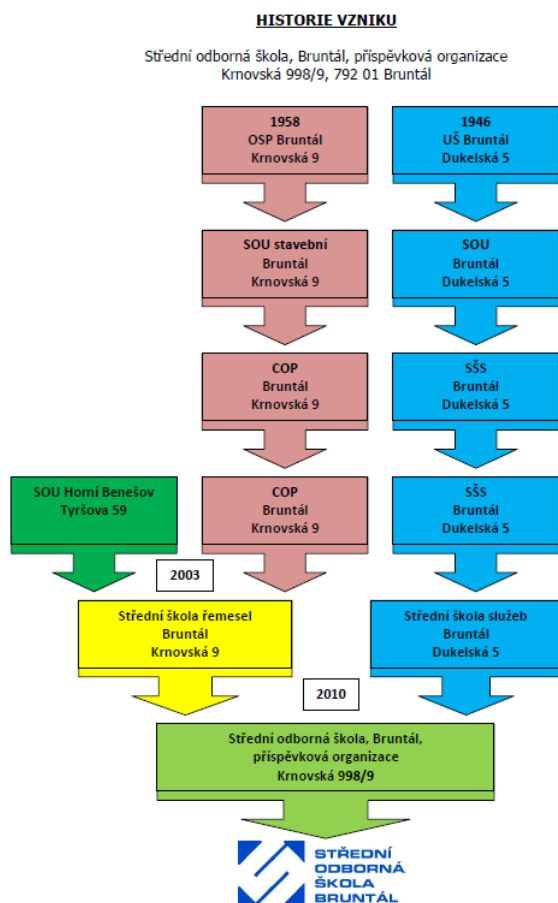 HISTORIE VZNIKU
Střední odborná škola, Bruntál, příspěvková organizace
Krnovská 998/9, 792 01 Bruntál
1958
OSP Bruntál
Krnovská 9
1946
UŠ Bruntál
Dukelská 5
SOU stavební
Bruntál
Krnovská 9
SOU
Bruntál
Dukelská 5
COP
Bruntál
Krnovská 9
SŠS
Bruntál
Dukelská 5
SOU Horní Benešov
Tyršova 59
COP
Bruntál
Krnovská 9
SŠS
Bruntál
Dukelská 5
2003
Střední škola řemesel
Bruntál
Krnovská 9
Střední škola služeb
Bruntál
Dukelská 5
2010
Střední odborná škola, Bruntál,
příspěvková organizace
Krnovská 998/9
STŘEDNÍ
ODBORNÁ
ŠKOLA
BRUNTÁL